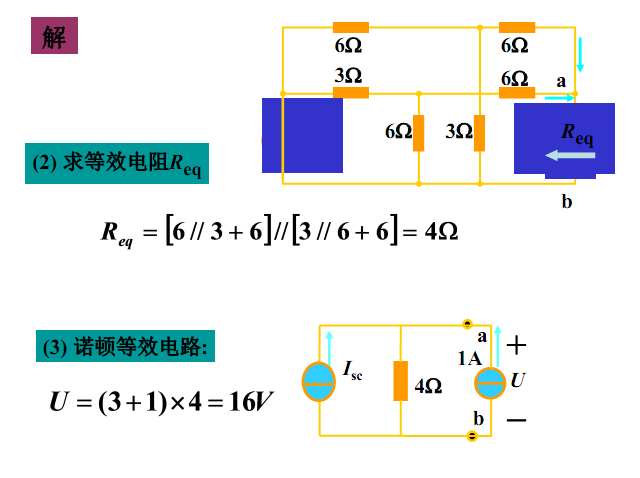 解
6Ω 6Ω
3Ω 6Ω a
6Ω 3Ω Req
(2) 求等效电阻Req
b
Req = [6 // 3 + 6] // [3 // 6 + 6] = 4Ω
(3) 诺顿等效电路:
a +
1A
Isc 4Ω U
U = (3 + 1) × 4 = 16V
b −